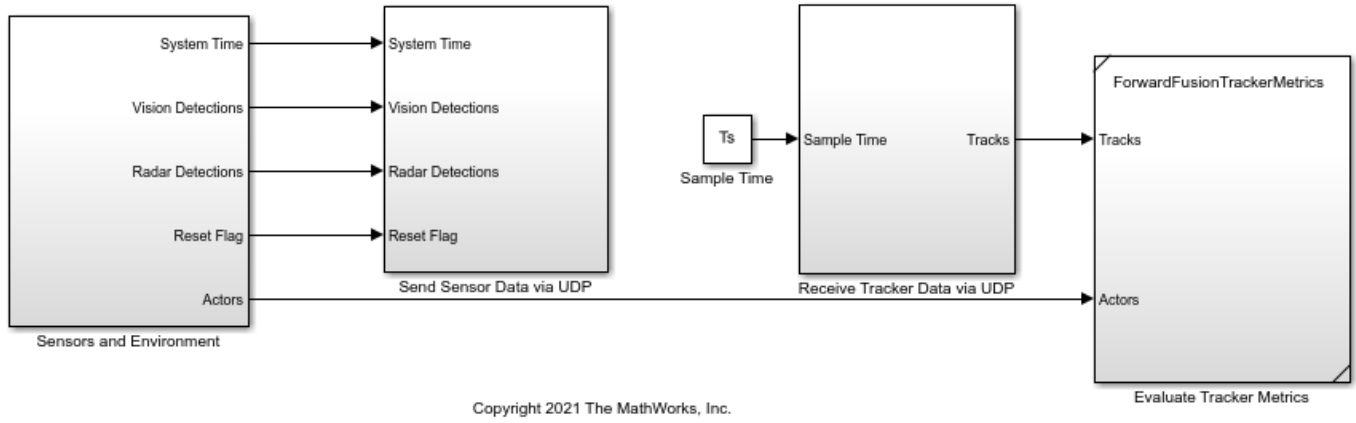 System Time
Vision Detections
Radar Detections
Reset Flag
Actors
Sensors and Environment
System Time
Vision Detections
Radar Detections
Reset Flag
Send Sensor Data via UDP
Ts
Sample Time
Sample Time
Tracks
Receive Tracker Data via UDP
ForwardFusionTrackerMetrics
Tracks
Actors
Evaluate Tracker Metrics
Copyright 2021 The MathWorks, Inc.